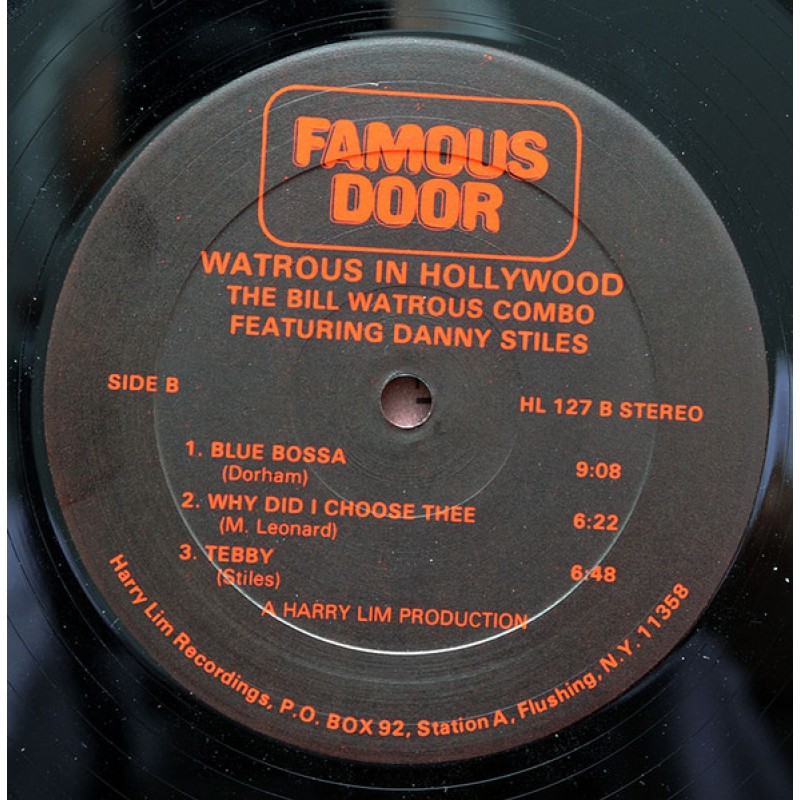 FAMOUS
DOOR
WATROUS IN HOLLYWOOD
THE BILL WATROUS COMBO
FEATURING DANNY STILES
SIDE B
HL 127 B STEREO
1. BLUE BOSSA 9:08
(Dorham)
2. WHY DID I CHOOSE THEE 6:22
(M. Leonard)
3. TEBBY 6:48
(Stiles)
A HARRY LIM PRODUCTION
Harry Lim Recordings, P.O. BOX 92, Station A, Flushing, N.Y. 11358